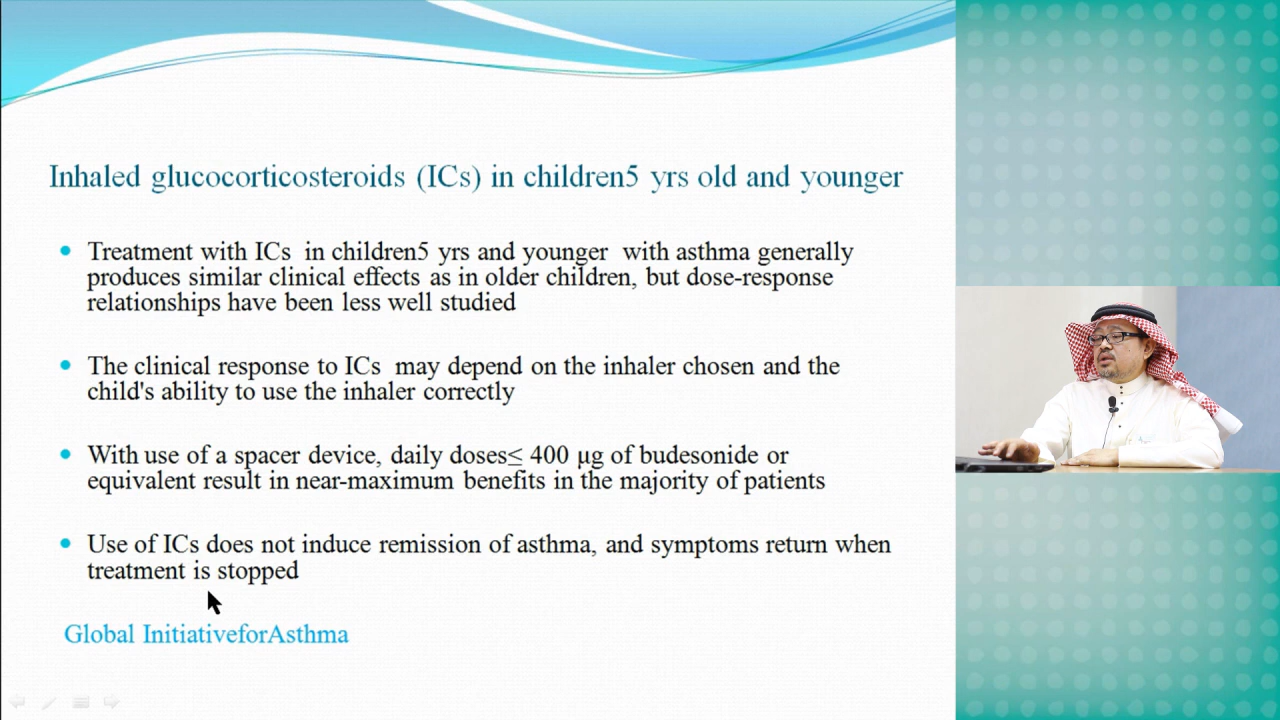 Inhaled glucocorticosteroids (ICs) in children5 yrs old and younger
Treatment with ICs in children5 yrs and younger with asthma generally
produces similar clinical effects as in older children, but dose-response
relationships have been less well studied
The clinical response to ICs may depend on the inhaler chosen and the
child's ability to use the inhaler correctly
With use of a spacer device, daily doses≤ 400 μg of budesonide or
equivalent result in near-maximum benefits in the majority of patients
Use of ICs does not induce remission of asthma, and symptoms return when
treatment is stopped
Global InitiativeforAsthma